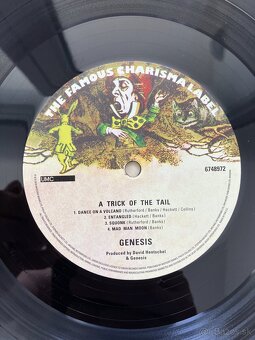 THE FAMOUS CHARISMA LABEL
6748972
UMC
A TRICK OF THE TAIL
1. DANCE ON A VOLCANO (Rutherford / Banks / Hackett / Collins)
2. ENTANGLED (Hackett / Banks)
3. SQUONK (Rutherford / Banks)
4. MAD MAN MOON (Banks)
GENESIS
Produced by David Hentschel
& Genesis